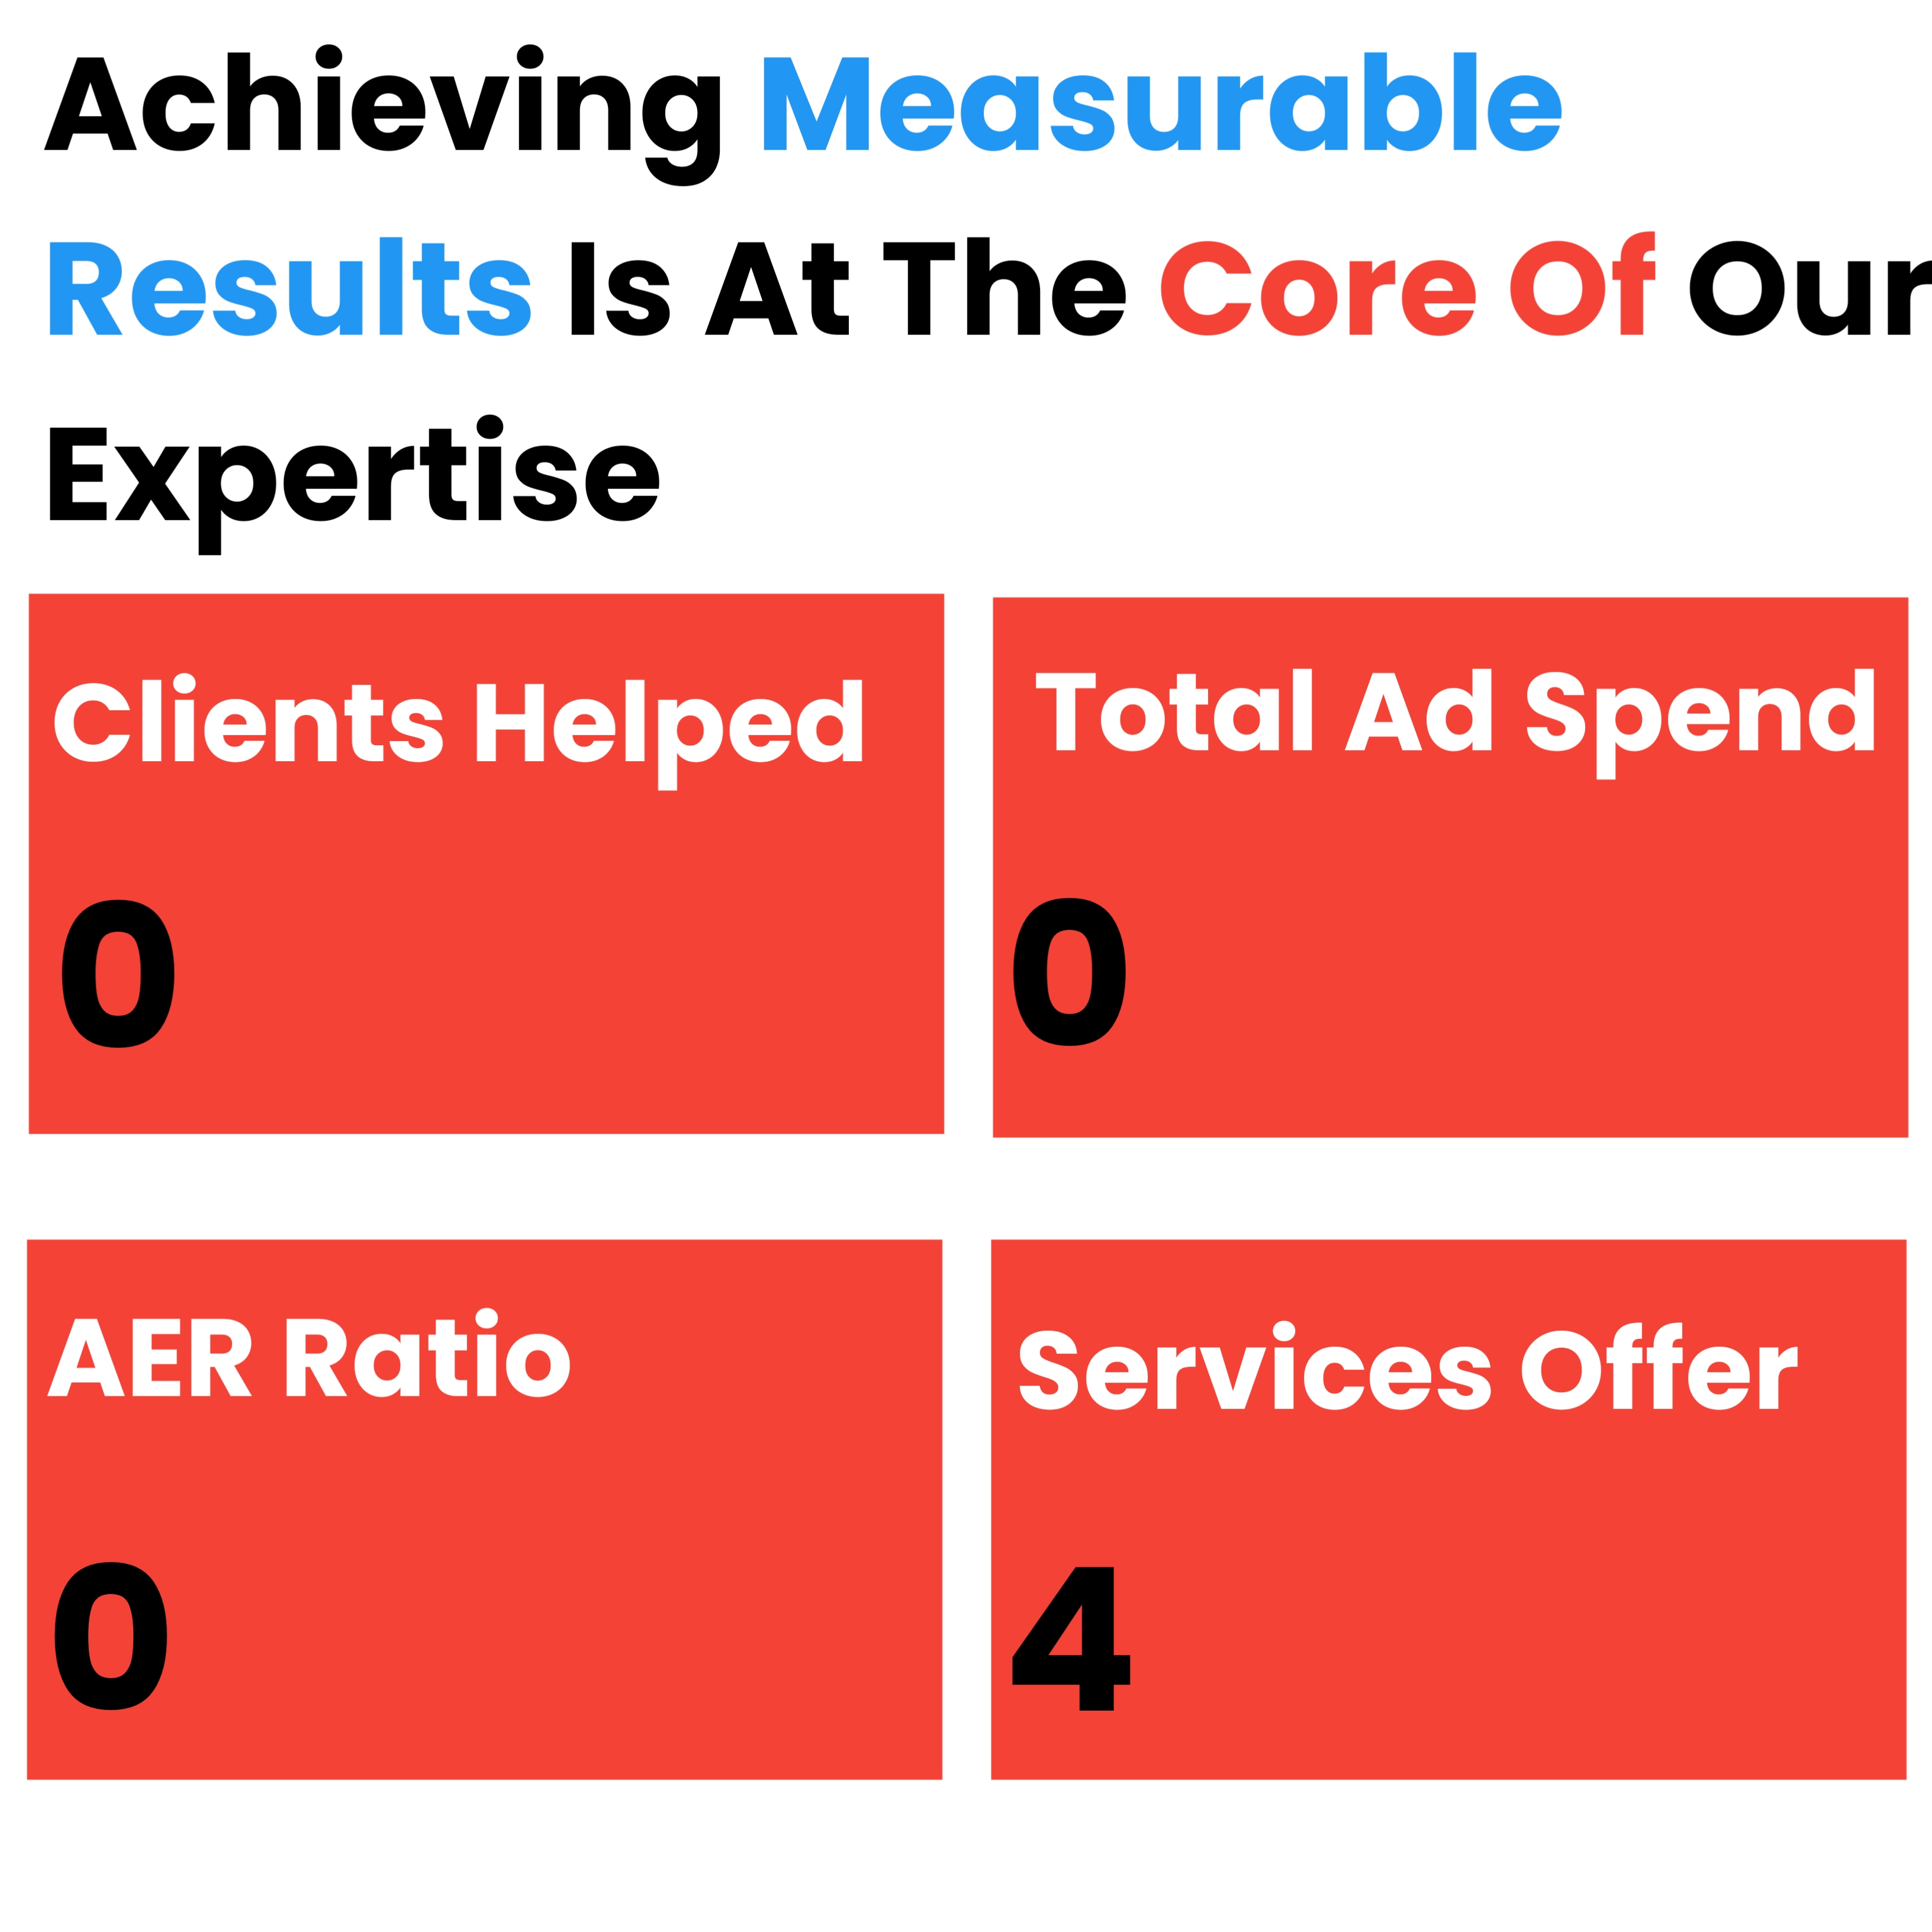 Achieving Measurable
Results Is At The Core Of Our
Expertise
Clients Helped
Total Ad Spend
0
0
AER Ratio
Services Offer
0
4